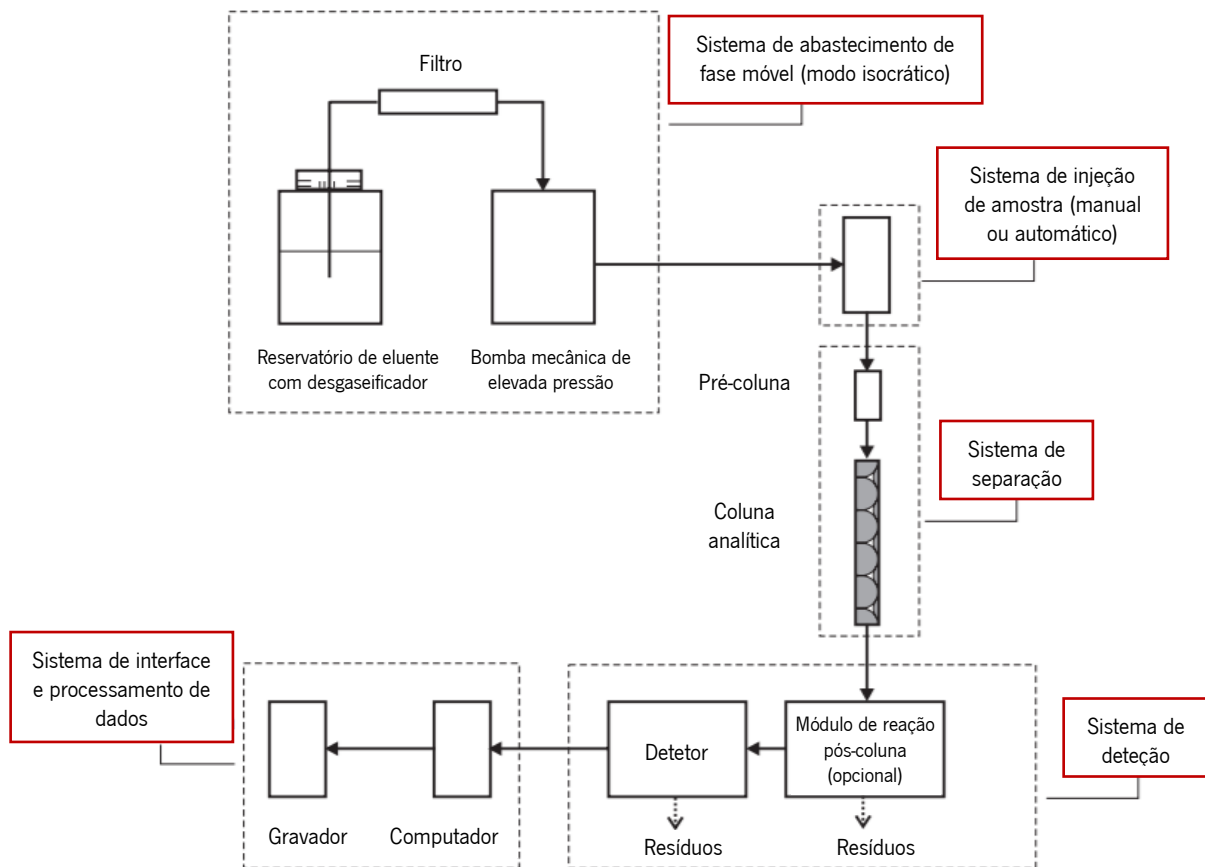 Sistema de abastecimento de
fase móvel (modo isocrático)
Filtro
Sistema de injeção
de amostra (manual
ou automático)
Reservatório de eluente
com desgaseificador
Bomba mecânica de
elevada pressão
Pré-coluna
Sistema de
separação
Coluna
analítica
Sistema de interface
e processamento de
dados
Módulo de reação
pós-coluna
(opcional)
Detetor
Sistema de
deteção
Gravador
Computador
Resíduos
Resíduos